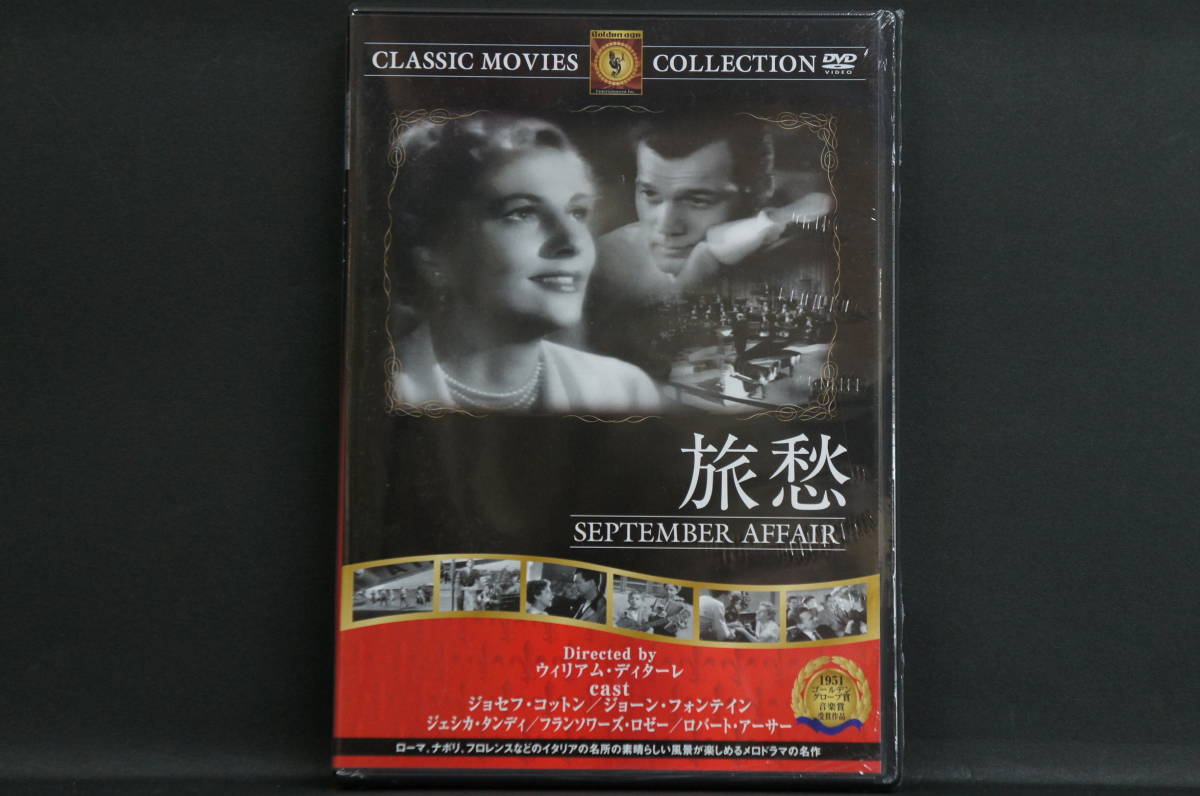 Golden age
CLASSIC MOVIES COLLECTION DVD
VIDEO
Entertainment Inc.
旅愁
SEPTEMBER AFFAIR
Directed by
ウィリアム・ディターレ
cast
ジョセフ・コットン/ジョーン・フォンテイン
ジェシカ・タンディ/フランソワーズ・ロゼー/ロバート・アーサー
1951
ゴールデン
グローブ賞
音楽賞
受賞作品
ローマ、ナポリ、フロレンスなどのイタリアの名所の素晴らしい風景が楽しめるメロドラマの名作